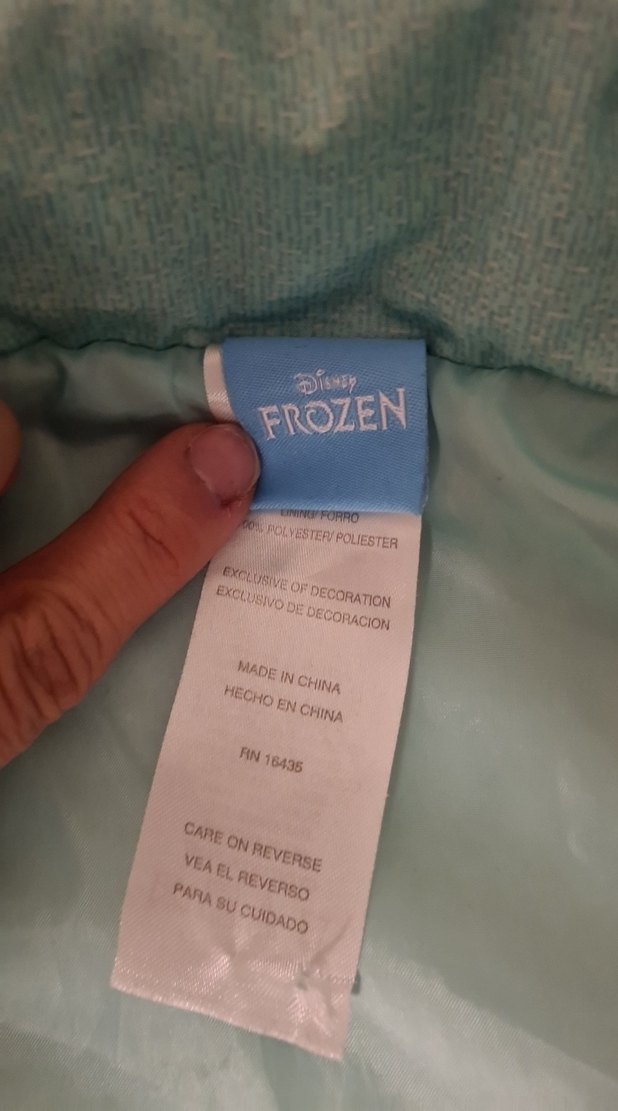 Disney
FROZEN
LINING/ FORRO
POLYESTER/ POLIESTER
EXCLUSIVE OF DECORATION
EXCLUSIVO DE DECORACION
MADE IN CHINA
HECHO EN CHINA
RN 16435
CARE ON REVERSE
VEA EL REVERSO
PARA SU CUIDADO